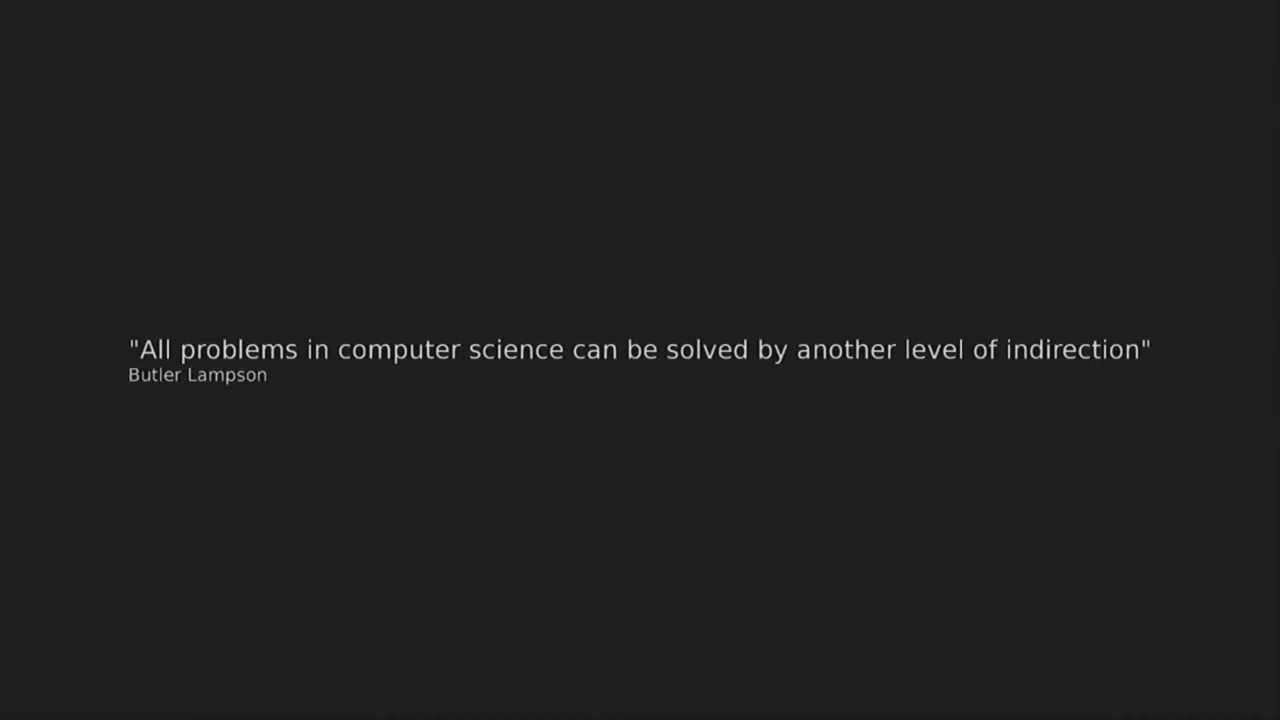 "All problems in computer science can be solved by another level of indirection"
Butler Lampson